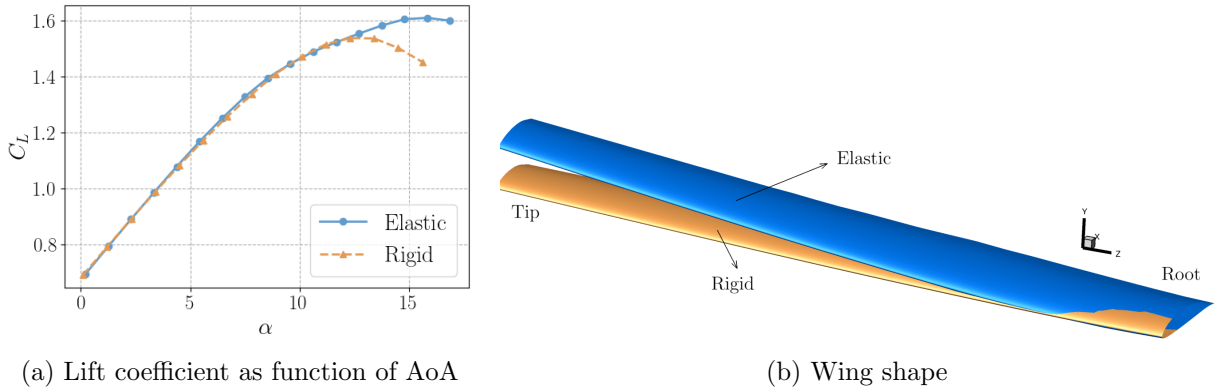 1.6
1.4
1.2
1.0
0.8
C_L
0
5
10
15
α
Elastic
Rigid
(a) Lift coefficient as function of AoA
Elastic
Tip
Rigid
Root
Y
X
Z
(b) Wing shape